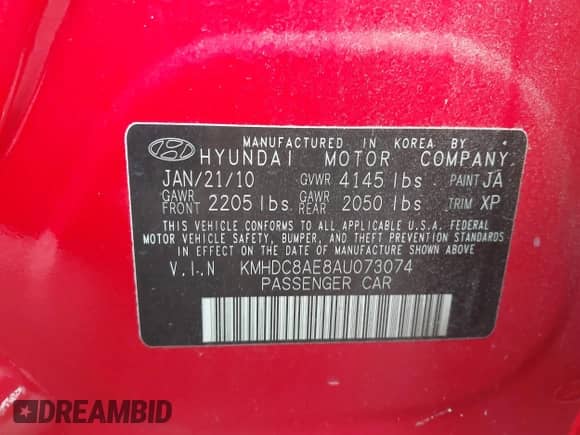 MANUFACTURED IN KOREA BY
HYUNDAI MOTOR COMPANY
JAN/21/10 GVWR 4145 lbs PAINT JA
GAWR FRONT 2205 lbs GAWR REAR 2050 lbs TRIM XP
THIS VEHICLE CONFORMS TO ALL APPLICABLE U.S.A. FEDERAL
MOTOR VEHICLE SAFETY, BUMPER, AND THEFT PREVENTION STANDARDS
IN EFFECT ON THE DATE OF MANUFACTURE SHOWN ABOVE
V.I.N KMHDC8AE8AU073074
PASSENGER CAR
DREAMBID